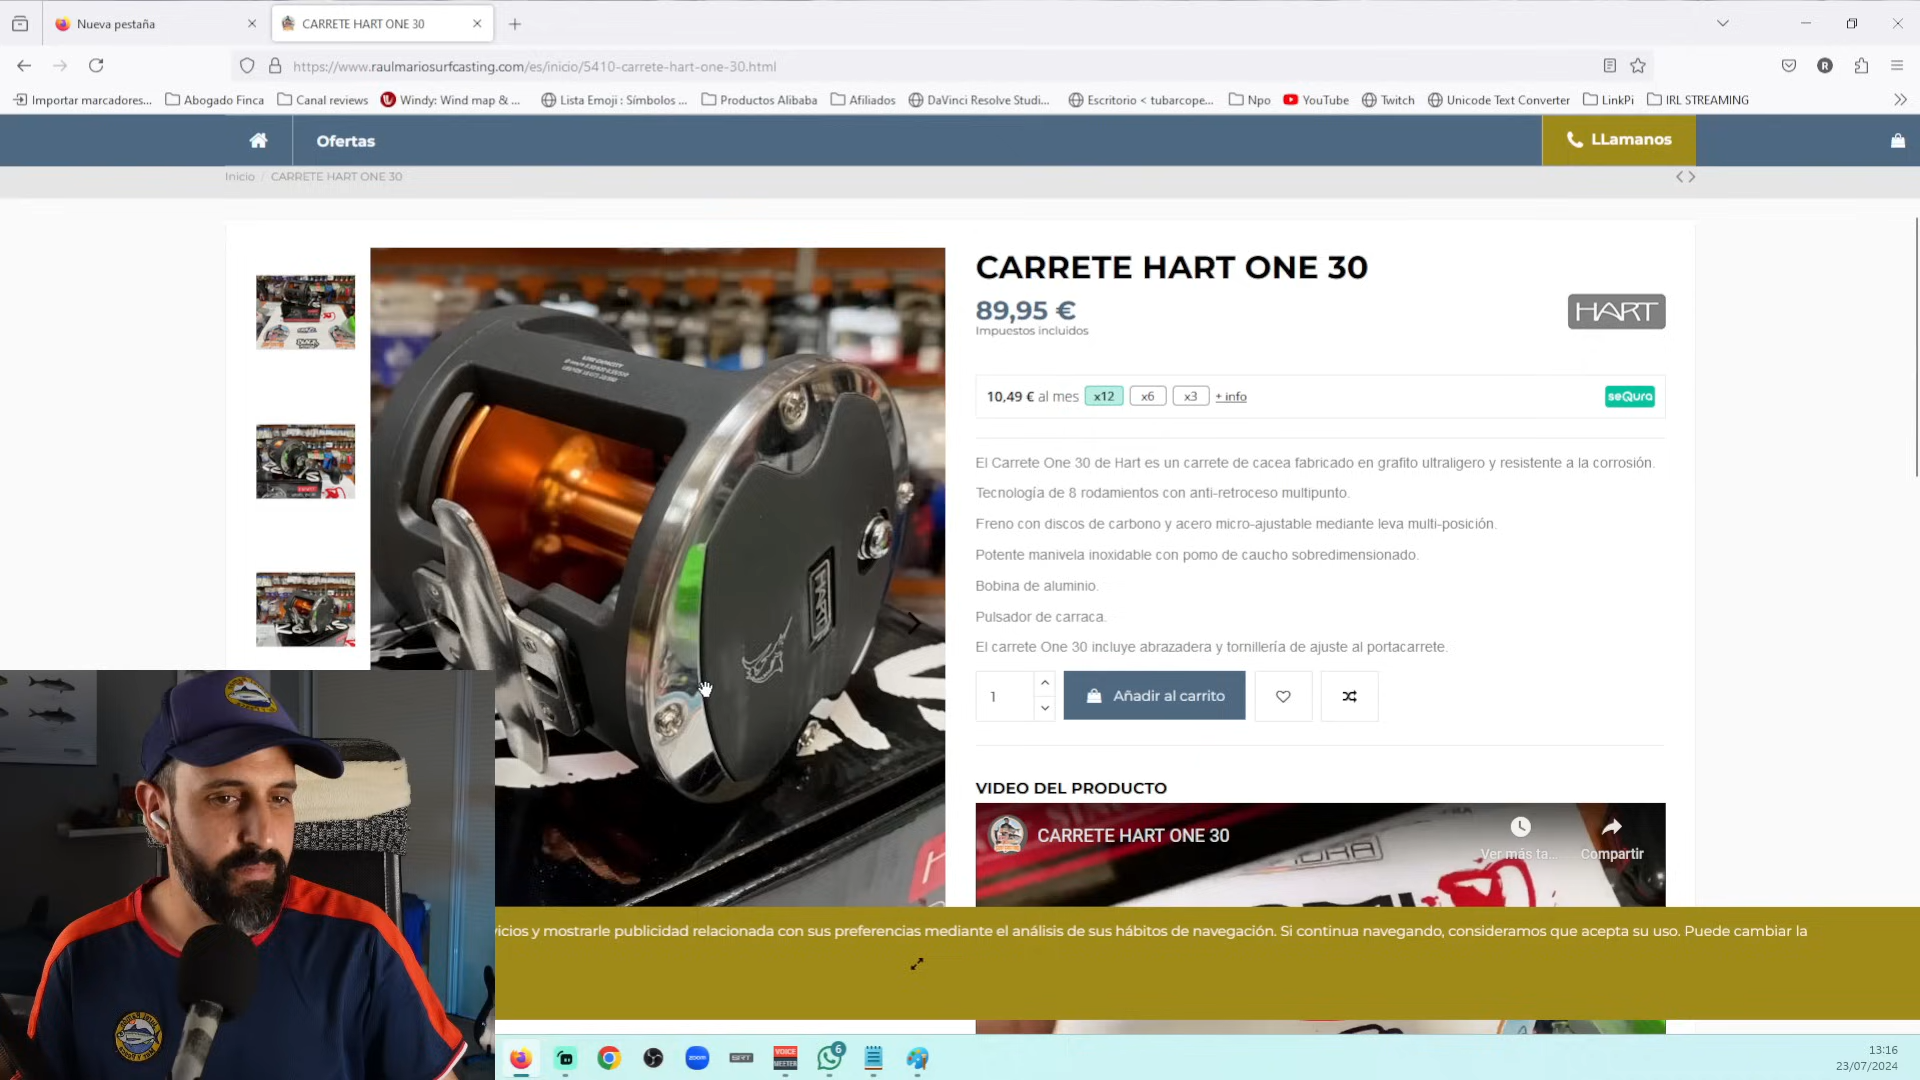 Nueva pestaña
CARRETE HART ONE 30
https://www.raulmariosurfcasting.com/es/inicio/5410-carrete-hart-one-30.html
Importar marcadores... Abogado Finca Canal reviews Windy: Wind map & ... Lista Emoji : Símbolos ... Productos Alibaba Afiliados DaVinci Resolve Studi... Escritorio < tubarcope... Npo YouTube Twitch Unicode Text Converter LinkPi IRL STREAMING
Ofertas
LLamanos
Inicio / CARRETE HART ONE 30
CARRETE HART ONE 30
89,95 €
Impuestos incluidos
HART
10,49 € al mes x12 x6 x3 + info
seQura
El Carrete One 30 de Hart es un carrete de cacea fabricado en grafito ultraligero y resistente a la corrosión.
Tecnología de 8 rodamientos con anti-retroceso multipunto.
Freno con discos de carbono y acero micro-ajustable mediante leva multi-posición.
Potente manivela inoxidable con pomo de caucho sobredimensionado.
Bobina de aluminio.
Pulsador de carraca.
El carrete One 30 incluye abrazadera y tornillería de ajuste al portacarrete.
1
Añadir al carrito
HART
VIDEO DEL PRODUCTO
CARRETE HART ONE 30
Ver más ta...
Compartir
vicios y mostrarle publicidad relacionada con sus preferencias mediante el análisis de sus hábitos de navegación. Si continua navegando, consideramos que acepta su uso. Puede cambiar la
zoom
SRT
VOICE
MEETER
6
13:16
23/07/2024